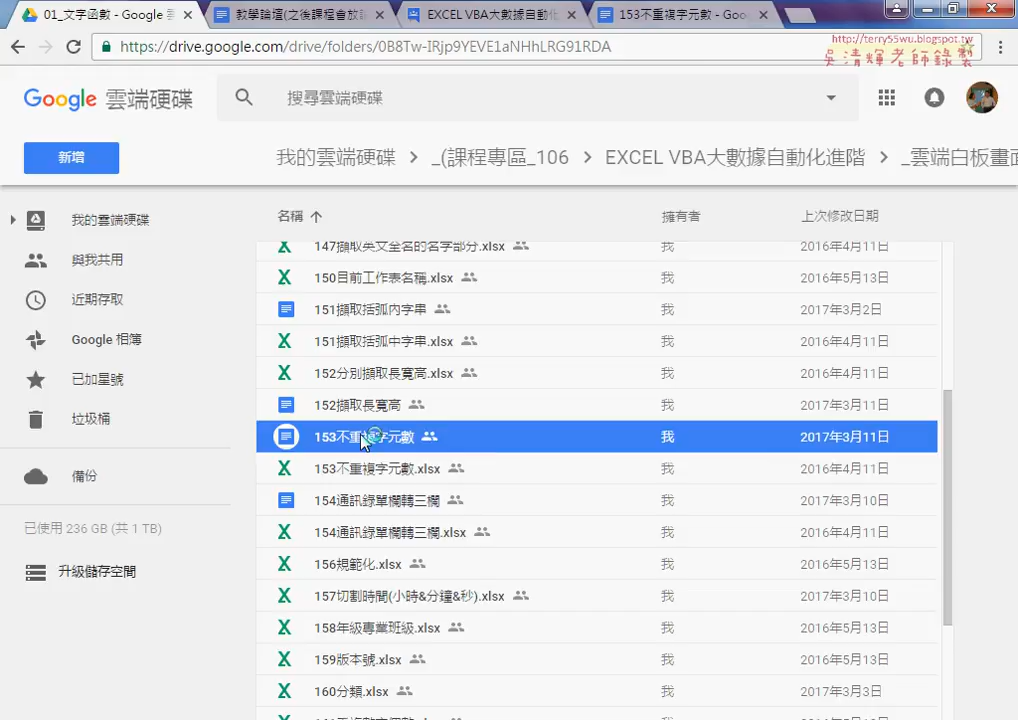 01_文字函數 - Google 雲
教學論壇(之後課程會放
EXCEL VBA大數據自動化
153不重複字元數 - Goo
https://drive.google.com/drive/folders/0B8Tw-IRjp9YEVE1aNHhLRG91RDA
http://terry55wu.blogspot.tw
吳清輝老師錄製
Google 雲端硬碟
搜尋雲端硬碟
新增
我的雲端硬碟 > _(課程專區_106 > EXCEL VBA大數據自動化進階 > _雲端白板畫面
我的雲端硬碟
與我共用
近期存取
Google 相簿
已加星號
垃圾桶
備份
已使用 236 GB (共 1 TB)
升級儲存空間
名稱 擁有者 上次修改日期
147擷取英文全名的名字部分.xlsx 我 2016年4月11日
150目前工作表名稱.xlsx 我 2016年5月13日
151擷取括弧內字串 我 2017年3月2日
151擷取括弧中字串.xlsx 我 2016年4月11日
152分別擷取長寬高.xlsx 我 2016年4月11日
152擷取長寬高 我 2016年4月11日
153不重複字元數 我 2017年3月11日
153不重複字元數.xlsx 我 2016年4月11日
154通訊錄單欄轉三欄 我 2017年3月10日
154通訊錄單欄轉三欄.xlsx 我 2016年4月11日
156規範化.xlsx 我 2016年5月13日
157切割時間(小時&分鐘&秒).xlsx 我 2017年3月10日
158年級專業班級.xlsx 我 2016年5月13日
159版本號.xlsx 我 2016年5月13日
160分類.xlsx 我 2017年3月3日